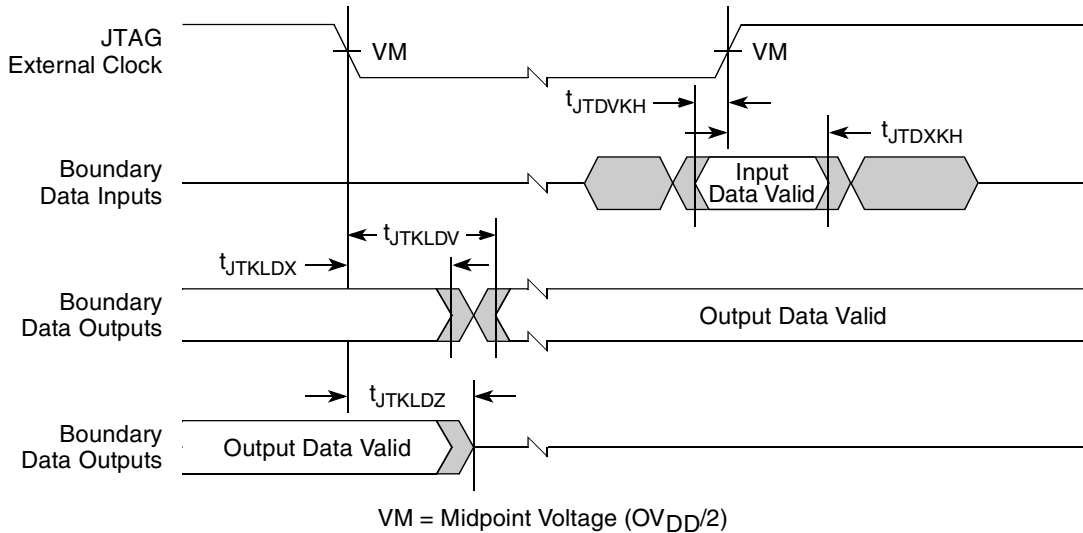 JTAG
External Clock
VM
VM
tJTDVKH
tJTDXKH
Boundary
Data Inputs
Input
Data Valid
tJTKLDV
tJTKLDX
Boundary
Data Outputs
Output Data Valid
tJTKLDZ
Boundary
Data Outputs
Output Data Valid
VM = Midpoint Voltage (OVDD/2)